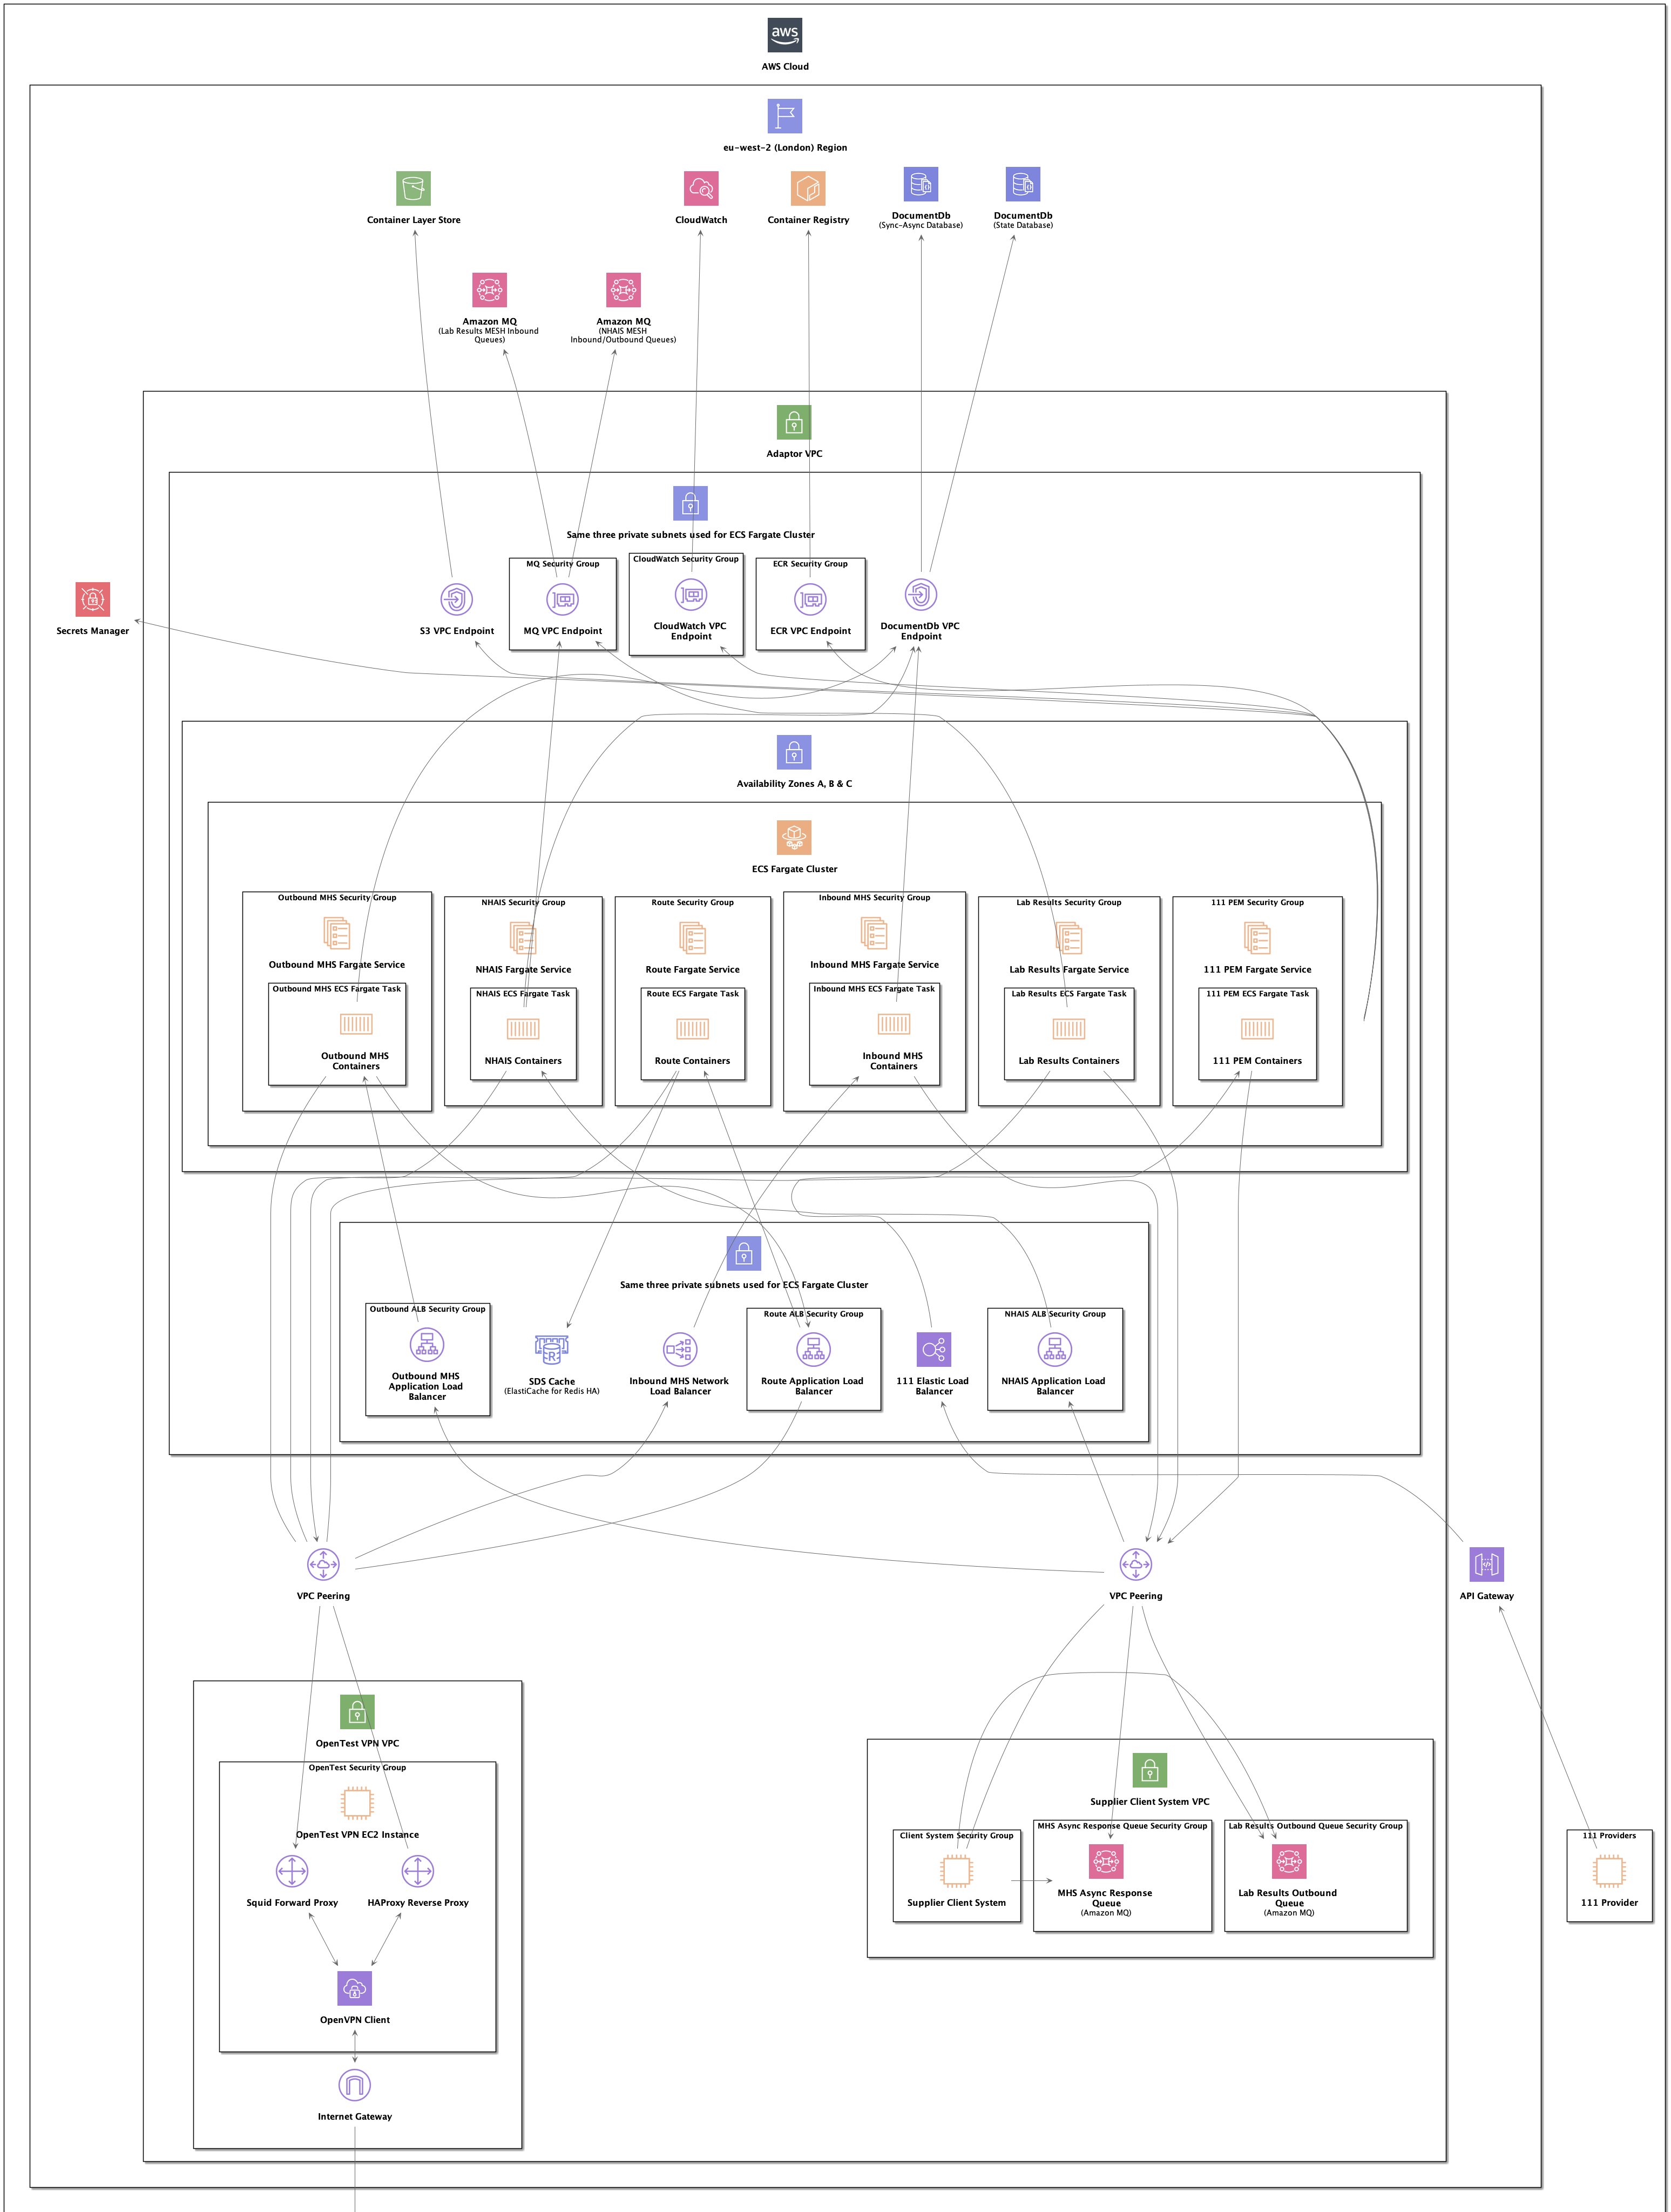 aws
AWS Cloud
eu-west-2 (London) Region
Container Layer Store
CloudWatch
Container Registry
DocumentDb
(Sync-Async Database)
DocumentDb
(State Database)
Amazon MQ
(Lab Results MESH Inbound
Queues)
Amazon MQ
(NHAIS MESH
Inbound/Outbound Queues)
Adaptor VPC
Same three private subnets used for ECS Fargate Cluster
Secrets Manager
S3 VPC Endpoint
MQ Security Group
MQ VPC Endpoint
CloudWatch Security Group
CloudWatch VPC
Endpoint
ECR Security Group
ECR VPC Endpoint
DocumentDb VPC
Endpoint
Availability Zones A, B & C
ECS Fargate Cluster
Outbound MHS Security Group
Outbound MHS Fargate Service
Outbound MHS ECS Fargate Task
Outbound MHS
Containers
NHAIS Security Group
NHAIS Fargate Service
NHAIS ECS Fargate Task
NHAIS Containers
Route Security Group
Route Fargate Service
Route ECS Fargate Task
Route Containers
Inbound MHS Security Group
Inbound MHS Fargate Service
Inbound MHS ECS Fargate Task
Inbound MHS
Containers
Lab Results Security Group
Lab Results Fargate Service
Lab Results ECS Fargate Task
Lab Results Containers
111 PEM Security Group
111 PEM Fargate Service
111 PEM ECS Fargate Task
111 PEM Containers
Same three private subnets used for ECS Fargate Cluster
Outbound ALB Security Group
Outbound MHS
Application Load
Balancer
R
SDS Cache
(ElastiCache for Redis HA)
Inbound MHS Network
Load Balancer
Route ALB Security Group
Route Application Load
Balancer
111 Elastic Load
Balancer
NHAIS ALB Security Group
NHAIS Application Load
Balancer
VPC Peering
VPC Peering
API Gateway
OpenTest VPN VPC
OpenTest Security Group
OpenTest VPN EC2 Instance
Squid Forward Proxy
HAProxy Reverse Proxy
OpenVPN Client
Internet Gateway
Supplier Client System VPC
Client System Security Group
Supplier Client System
MHS Async Response Queue Security Group
MHS Async Response
Queue
(Amazon MQ)
Lab Results Outbound Queue Security Group
Lab Results Outbound
Queue
(Amazon MQ)
111 Providers
111 Provider